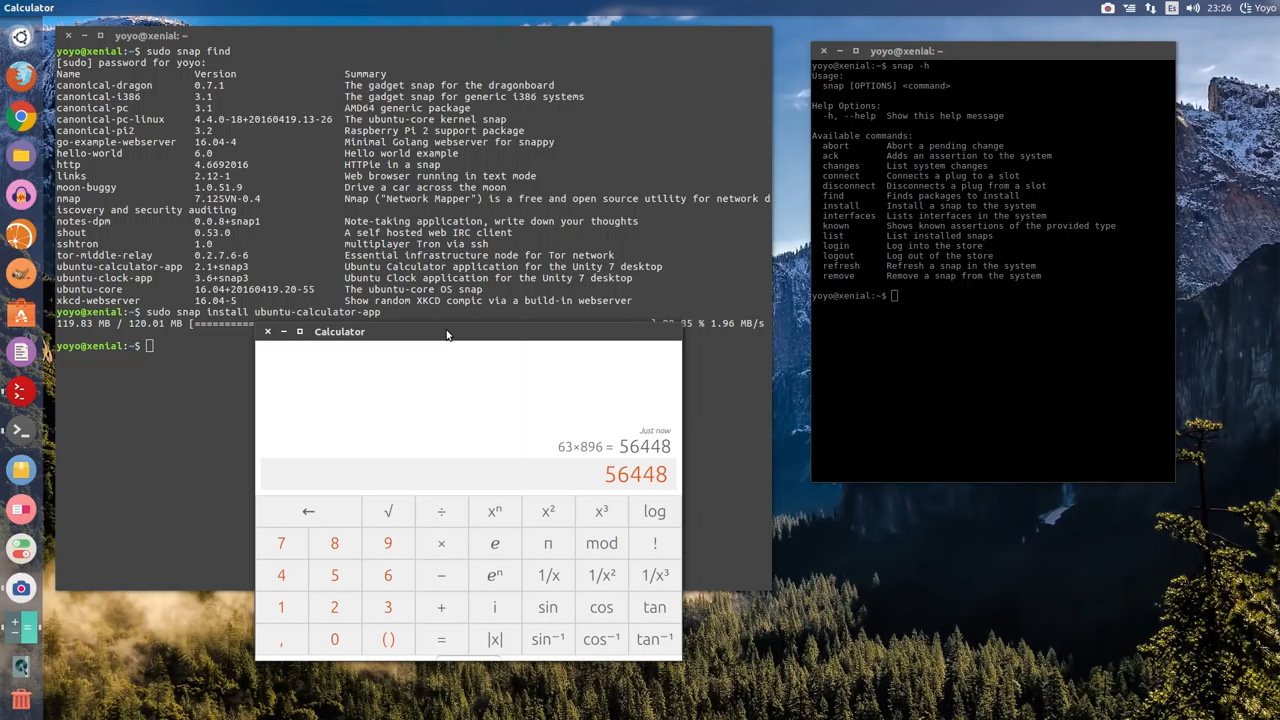 Calculator
Es
23:26
Yoyo
yoyo@xenial: ~
yoyo@xenial:~$ sudo snap find
[sudo] password for yoyo:
Name Version Summary
canonical-dragon 0.7.1 The gadget snap for the dragonboard
canonical-i386 3.1 The gadget snap for generic i386 systems
canonical-pc 3.1 AMD64 generic package
canonical-pc-linux 4.4.0-18+20160419.13-26 The ubuntu-core kernel snap
canonical-pi2 3.2 Raspberry Pi 2 support package
go-example-webserver 16.04-4 Minimal Golang webserver for snappy
hello-world 6.0 Hello world example
http 4.6692016 HTTPie in a snap
links 2.12-1 Web browser running in text mode
moon-buggy 1.0.51.9 Drive a car across the moon
nmap 7.12SVN-0.4 Nmap ("Network Mapper") is a free and open source utility for network d
iscovery and security auditing
notes-dpm 0.0.8+snap1 Note-taking application, write down your thoughts
shout 0.53.0 A self hosted web IRC client
sshtron 1.0 multiplayer Tron via ssh
tor-middle-relay 0.2.7.6-6 Essential infrastructure node for Tor network
ubuntu-calculator-app 2.1+snap3 Ubuntu Calculator application for the Unity 7 desktop
ubuntu-clock-app 3.6+snap3 Ubuntu Clock application for the Unity 7 desktop
ubuntu-core 16.04+20160419.20-55 The ubuntu-core OS snap
xkcd-webserver 16.04-5 Show random XKCD compic via a build-in webserver
yoyo@xenial:~$ sudo snap install ubuntu-calculator-app
119.83 MB / 120.01 MB [========== % 1.96 MB/s
yoyo@xenial:~$
Calculator
Just now
63×896 = 56448
56448
← √ ÷ xⁿ x² x³ log
7 8 9 × e π mod !
4 5 6 − eⁿ 1/x 1/x² 1/x³
1 2 3 + i sin cos tan
, 0 ( ) = |x| sin⁻¹ cos⁻¹ tan⁻¹
yoyo@xenial: ~
yoyo@xenial:~$ snap -h
Usage:
snap [OPTIONS] <command>
Help Options:
-h, --help Show this help message
Available commands:
abort Abort a pending change
ack Adds an assertion to the system
changes List system changes
connect Connects a plug to a slot
disconnect Disconnects a plug from a slot
find Finds packages to install
install Install a snap to the system
interfaces Lists interfaces in the system
known Shows known assertions of the provided type
list List installed snaps
login Log into the store
logout Log out of the store
refresh Refresh a snap in the system
remove Remove a snap from the system
yoyo@xenial:~$